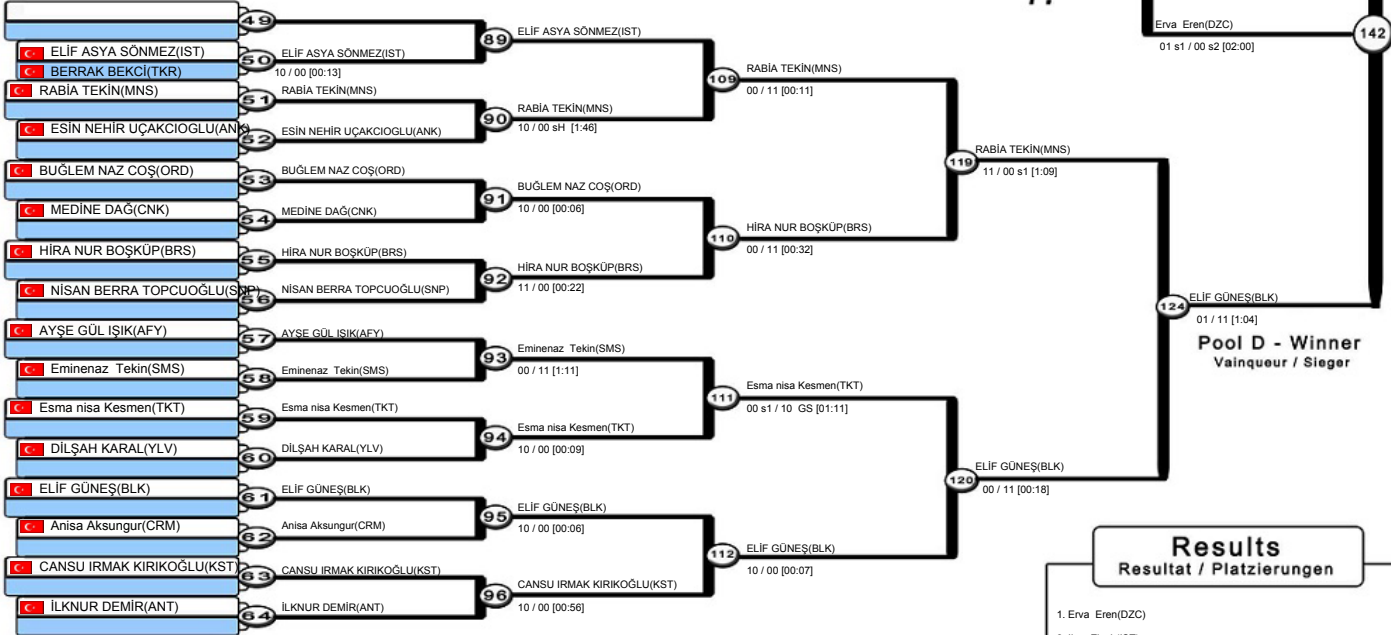 49
ELİF ASYA SÖNMEZ(IST)
BERRAK BEKCİ(TKR)
50
RABİA TEKİN(MNS)
51
ESİN NEHİR UÇAKCIOGLU(ANK)
52
BUĞLEM NAZ COŞ(ORD)
53
MEDİNE DAĞ(CNK)
54
HİRA NUR BOŞKÜP(BRS)
55
NİSAN BERRA TOPCUOĞLU(SNP)
56
AYŞE GÜL IŞIK(AFY)
57
Eminenaz Tekin(SMS)
58
Esma nisa Kesmen(TKT)
59
DİLŞAH KARAL(YLV)
60
ELİF GÜNEŞ(BLK)
61
Anisa Aksungur(CRM)
62
CANSU IRMAK KIRIKOĞLU(KST)
63
İLKNUR DEMİR(ANT)
64
ELİF ASYA SÖNMEZ(IST)
10 / 00 [00:13]
RABİA TEKİN(MNS)
ESİN NEHİR UÇAKCIOGLU(ANK)
BUĞLEM NAZ COŞ(ORD)
MEDİNE DAĞ(CNK)
HİRA NUR BOŞKÜP(BRS)
NİSAN BERRA TOPCUOĞLU(SNP)
AYŞE GÜL IŞIK(AFY)
Eminenaz Tekin(SMS)
Esma nisa Kesmen(TKT)
DİLŞAH KARAL(YLV)
ELİF GÜNEŞ(BLK)
Anisa Aksungur(CRM)
CANSU IRMAK KIRIKOĞLU(KST)
İLKNUR DEMİR(ANT)
89
ELİF ASYA SÖNMEZ(IST)
90
RABİA TEKİN(MNS)
10 / 00 sH [1:46]
91
BUĞLEM NAZ COŞ(ORD)
10 / 00 [00:06]
92
HİRA NUR BOŞKÜP(BRS)
11 / 00 [00:22]
93
Eminenaz Tekin(SMS)
00 / 11 [1:11]
94
Esma nisa Kesmen(TKT)
10 / 00 [00:09]
95
ELİF GÜNEŞ(BLK)
10 / 00 [00:06]
96
CANSU IRMAK KIRIKOĞLU(KST)
10 / 00 [00:56]
109
RABİA TEKİN(MNS)
00 / 11 [00:11]
110
HİRA NUR BOŞKÜP(BRS)
00 / 11 [00:32]
111
Esma nisa Kesmen(TKT)
00 s1 / 10 GS [01:11]
112
ELİF GÜNEŞ(BLK)
10 / 00 [00:07]
119
RABİA TEKİN(MNS)
11 / 00 s1 [1:09]
120
ELİF GÜNEŞ(BLK)
00 / 11 [00:18]
124
ELİF GÜNEŞ(BLK)
01 / 11 [1:04]
Pool D - Winner
Vainqueur / Sieger
Erva Eren(DZC)
01 s1 / 00 s2 [02:00]
142
Results
Resultat / Platzierungen
1. Erva Eren(DZC)